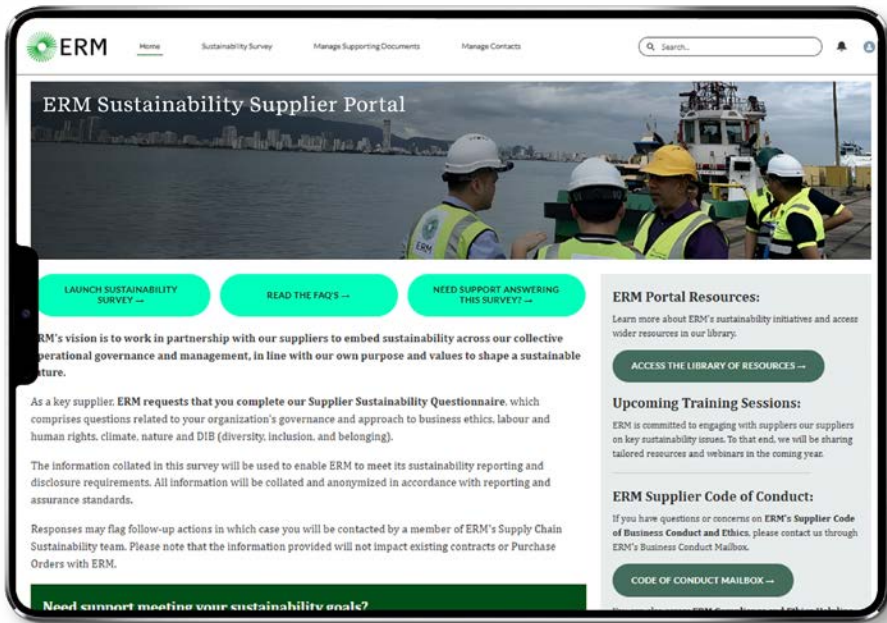 ERM
Home
Sustainability Survey
Manage Supporting Documents
Manage Contacts
Search...
ERM Sustainability Supplier Portal
ERM
LAUNCH SUSTAINABILITY
SURVEY →
READ THE FAQ'S →
NEED SUPPORT ANSWERING
THIS SURVEY? →
RM's vision is to work in partnership with our suppliers to embed sustainability across our collective
perational governance and management, in line with our own purpose and values to shape a sustainable
uture.
As a key supplier, ERM requests that you complete our Supplier Sustainability Questionnaire, which
comprises questions related to your organization's governance and approach to business ethics, labour and
human rights, climate, nature and DIB (diversity, inclusion, and belonging).
The information collated in this survey will be used to enable ERM to meet its sustainability reporting and
disclosure requirements. All information will be collated and anonymized in accordance with reporting and
assurance standards.
Responses may flag follow-up actions in which case you will be contacted by a member of ERM's Supply Chain
Sustainability team. Please note that the information provided will not impact existing contracts or Purchase
Orders with ERM.
Need support meeting your sustainability goals?
ERM Portal Resources:
Learn more about ERM's sustainability initiatives and access
wider resources in our library.
ACCESS THE LIBRARY OF RESOURCES →
Upcoming Training Sessions:
ERM is committed to engaging with suppliers our suppliers
on key sustainability issues. To that end, we will be sharing
tailored resources and webinars in the coming year.
ERM Supplier Code of Conduct:
If you have questions or concerns on ERM's Supplier Code
of Business Conduct and Ethics, please contact us through
ERM's Business Conduct Mailbox.
CODE OF CONDUCT MAILBOX →